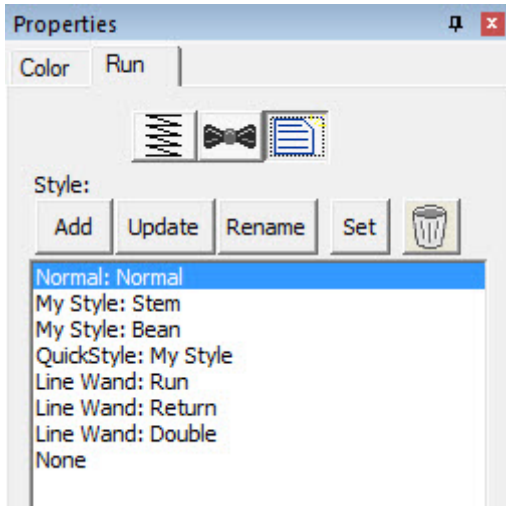 Properties
Color Run
Style:
Add Update Rename Set
Normal: Normal
My Style: Stem
My Style: Bean
QuickStyle: My Style
Line Wand: Run
Line Wand: Return
Line Wand: Double
None